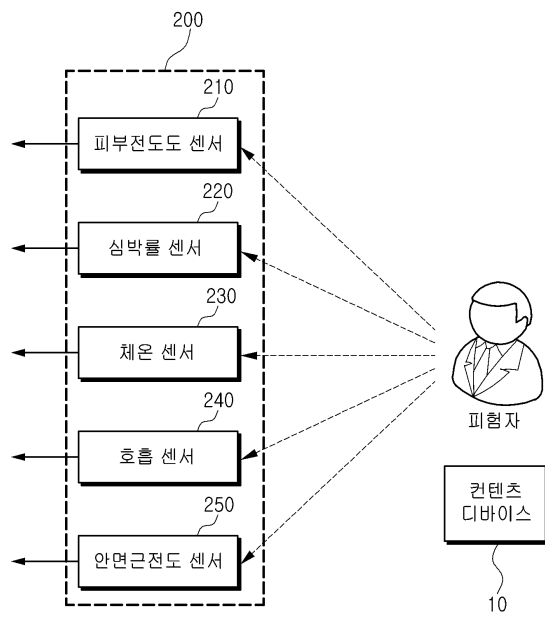 200
210
피부전도도 센서
220
심박률 센서
230
체온 센서
240
호흡 센서
250
안면근전도 센서
피험자
컨텐츠
디바이스
10